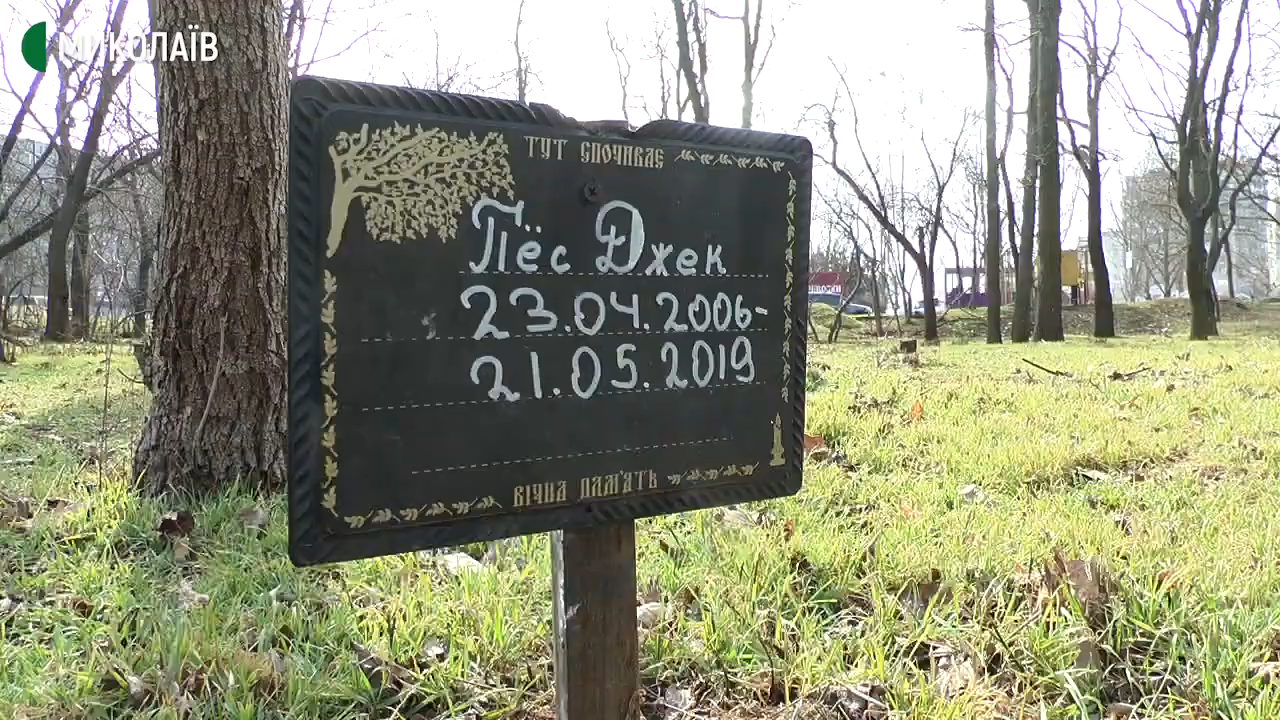 МИКОЛАЇВ
ТУТ СПОЧИВАЄ
Пёс Джек
23.04.2006-
21.05.2019
ВІЧНА ПАМ'ЯТЬ